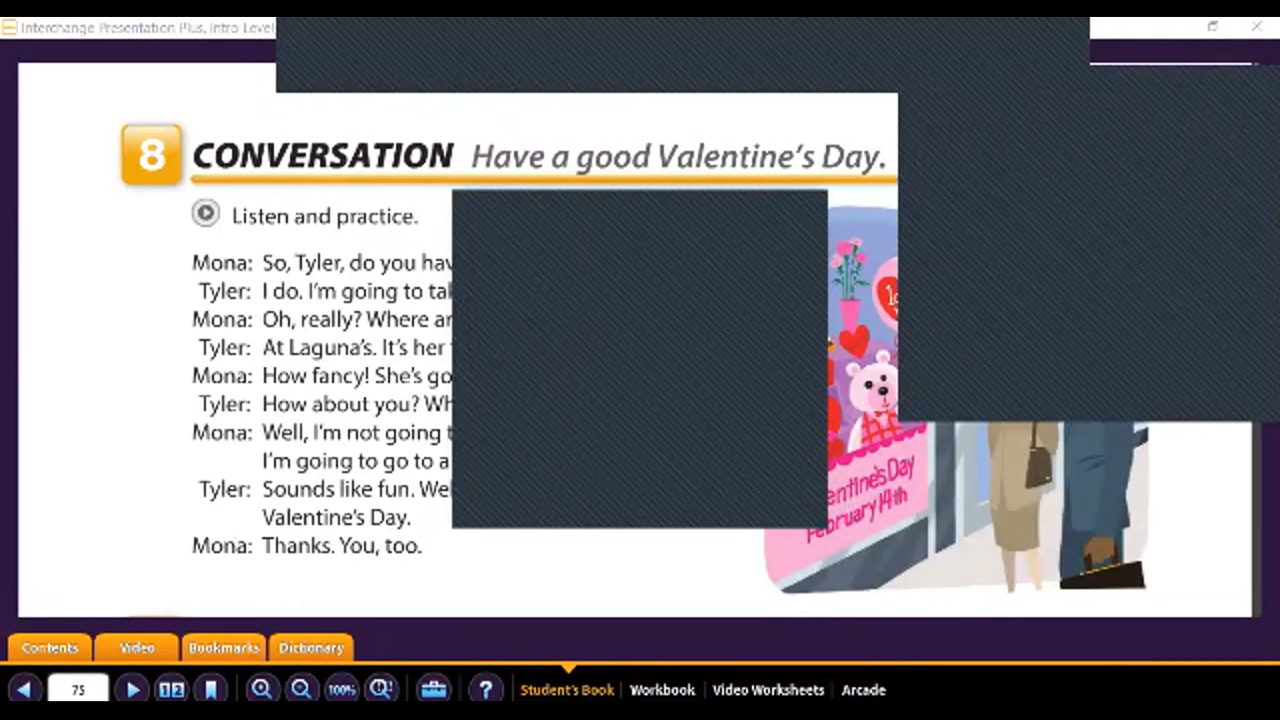 Interchange Presentation Plus, Intro Level
8 CONVERSATION Have a good Valentine's Day.
Listen and practice.
Mona: So, Tyler, do you hav
Tyler: I do. I'm going to tak
Mona: Oh, really? Where ar
Tyler: At Laguna's. It's her
Mona: How fancy! She's go
Tyler: How about you? Wh
Mona: Well, I'm not going t
I'm going to go to a
Tyler: Sounds like fun. Wel
Valentine's Day.
Mona: Thanks. You, too.
entine's Day
February 14th
Contents Video Bookmarks Dictionary
75 12 100% ? Student's Book Workbook Video Worksheets Arcade